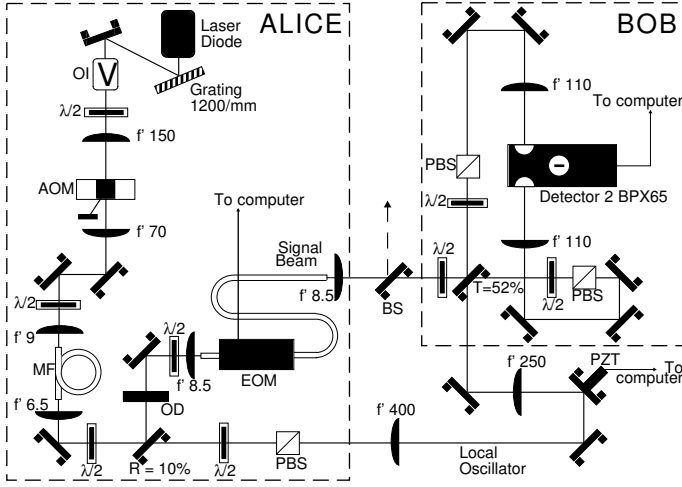 ALICE
BOB
Laser
Diode
OI
V
Grating
1200/mm
λ/2
f' 150
AOM
f' 70
To computer
Signal
Beam
f' 8.5
λ/2
f' 9
MF
f' 6.5
λ/2
f' 8.5
EOM
OD
λ/2
R = 10%
λ/2
PBS
f' 110
To computer
PBS
λ/2
Detector 2 BPX65
λ/2
f' 110
T=52%
λ/2
PBS
BS
f' 250
PZT
To
computer
f' 400
Local
Oscillator